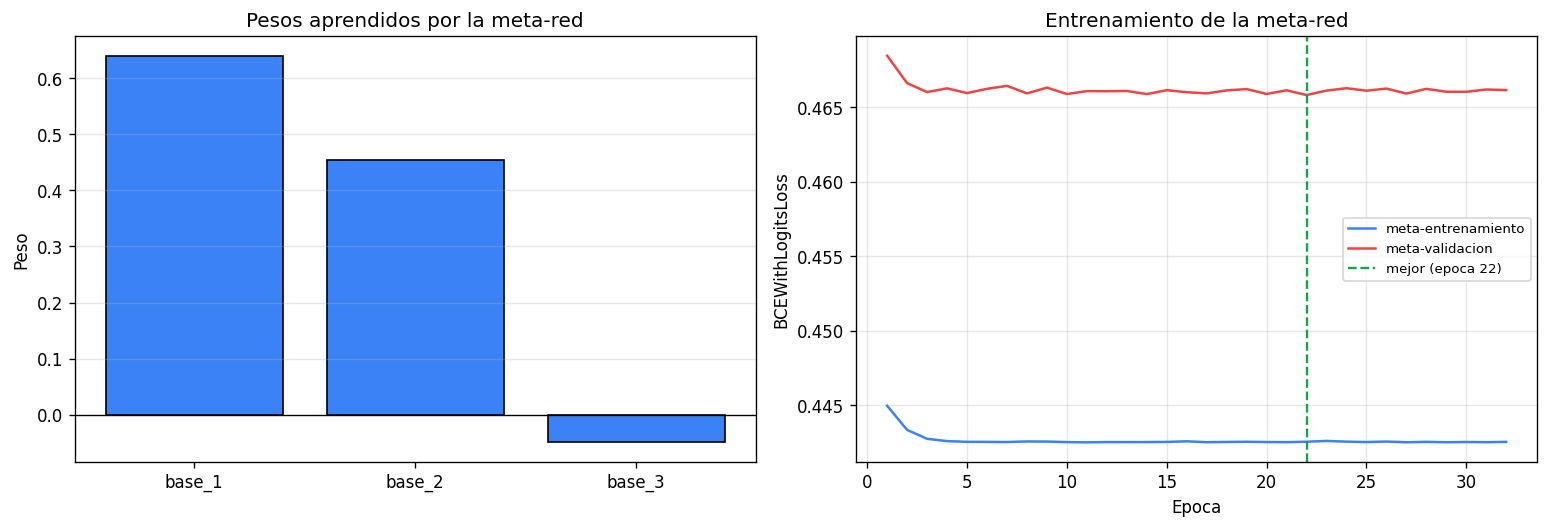 Pesos aprendidos por la meta-red
Peso
0.6
0.5
0.4
0.3
0.2
0.1
0.0
base_1
base_2
base_3
Entrenamiento de la meta-red
BCEWithLogitsLoss
0.465
0.460
0.455
0.450
0.445
meta-entrenamiento
meta-validacion
mejor (epoca 22)
0
5
10
15
20
25
30
Epoca